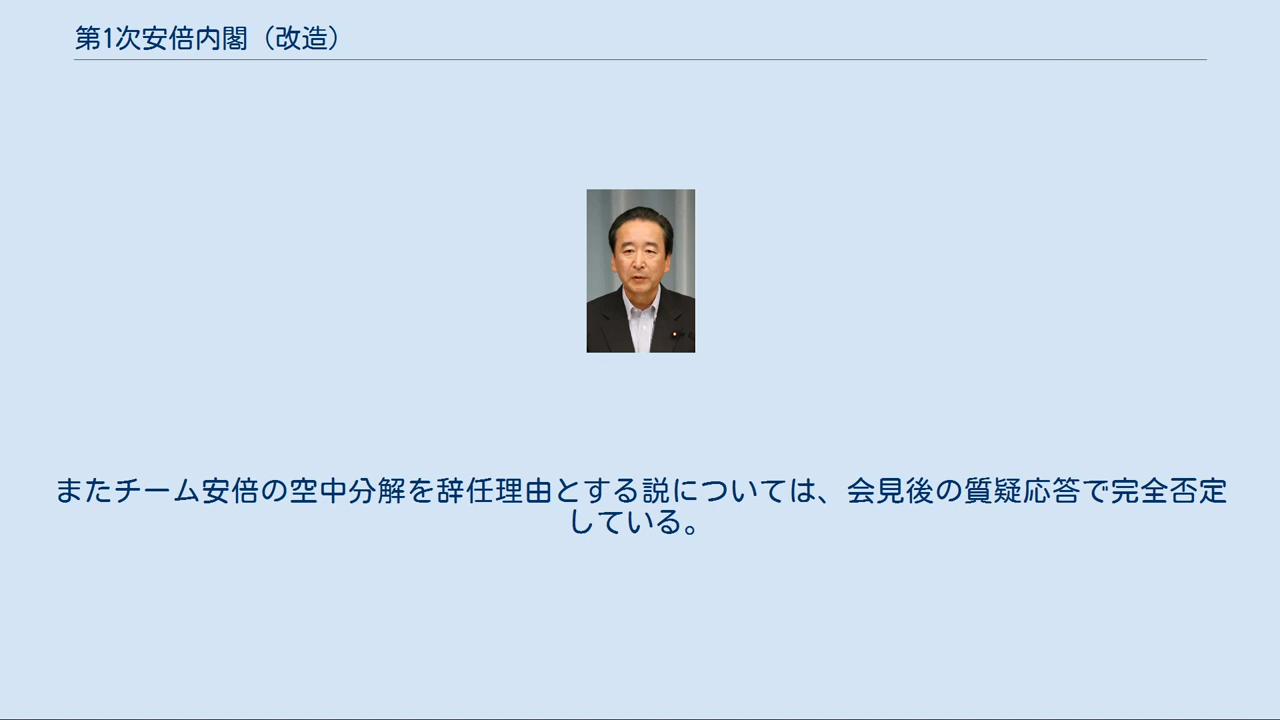 第1次安倍内閣（改造）
またチーム安倍の空中分解を辞任理由とする説については、会見後の質疑応答で完全否定
している。